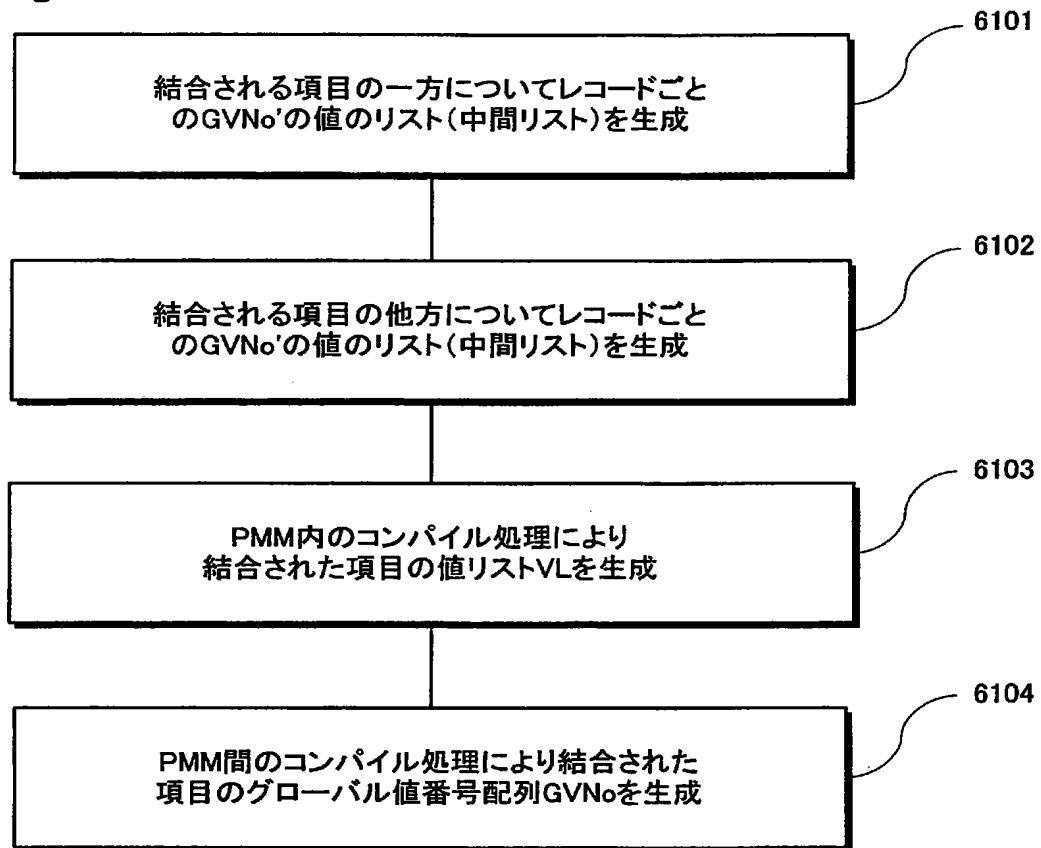 6101
結合される項目の一方についてレコードごと
のGVNo'の値のリスト(中間リスト)を生成
6102
結合される項目の他方についてレコードごと
のGVNo'の値のリスト(中間リスト)を生成
6103
PMM内のコンパイル処理により
結合された項目の値リストVLを生成
6104
PMM間のコンパイル処理により結合された
項目のグローバル値番号配列GVNoを生成